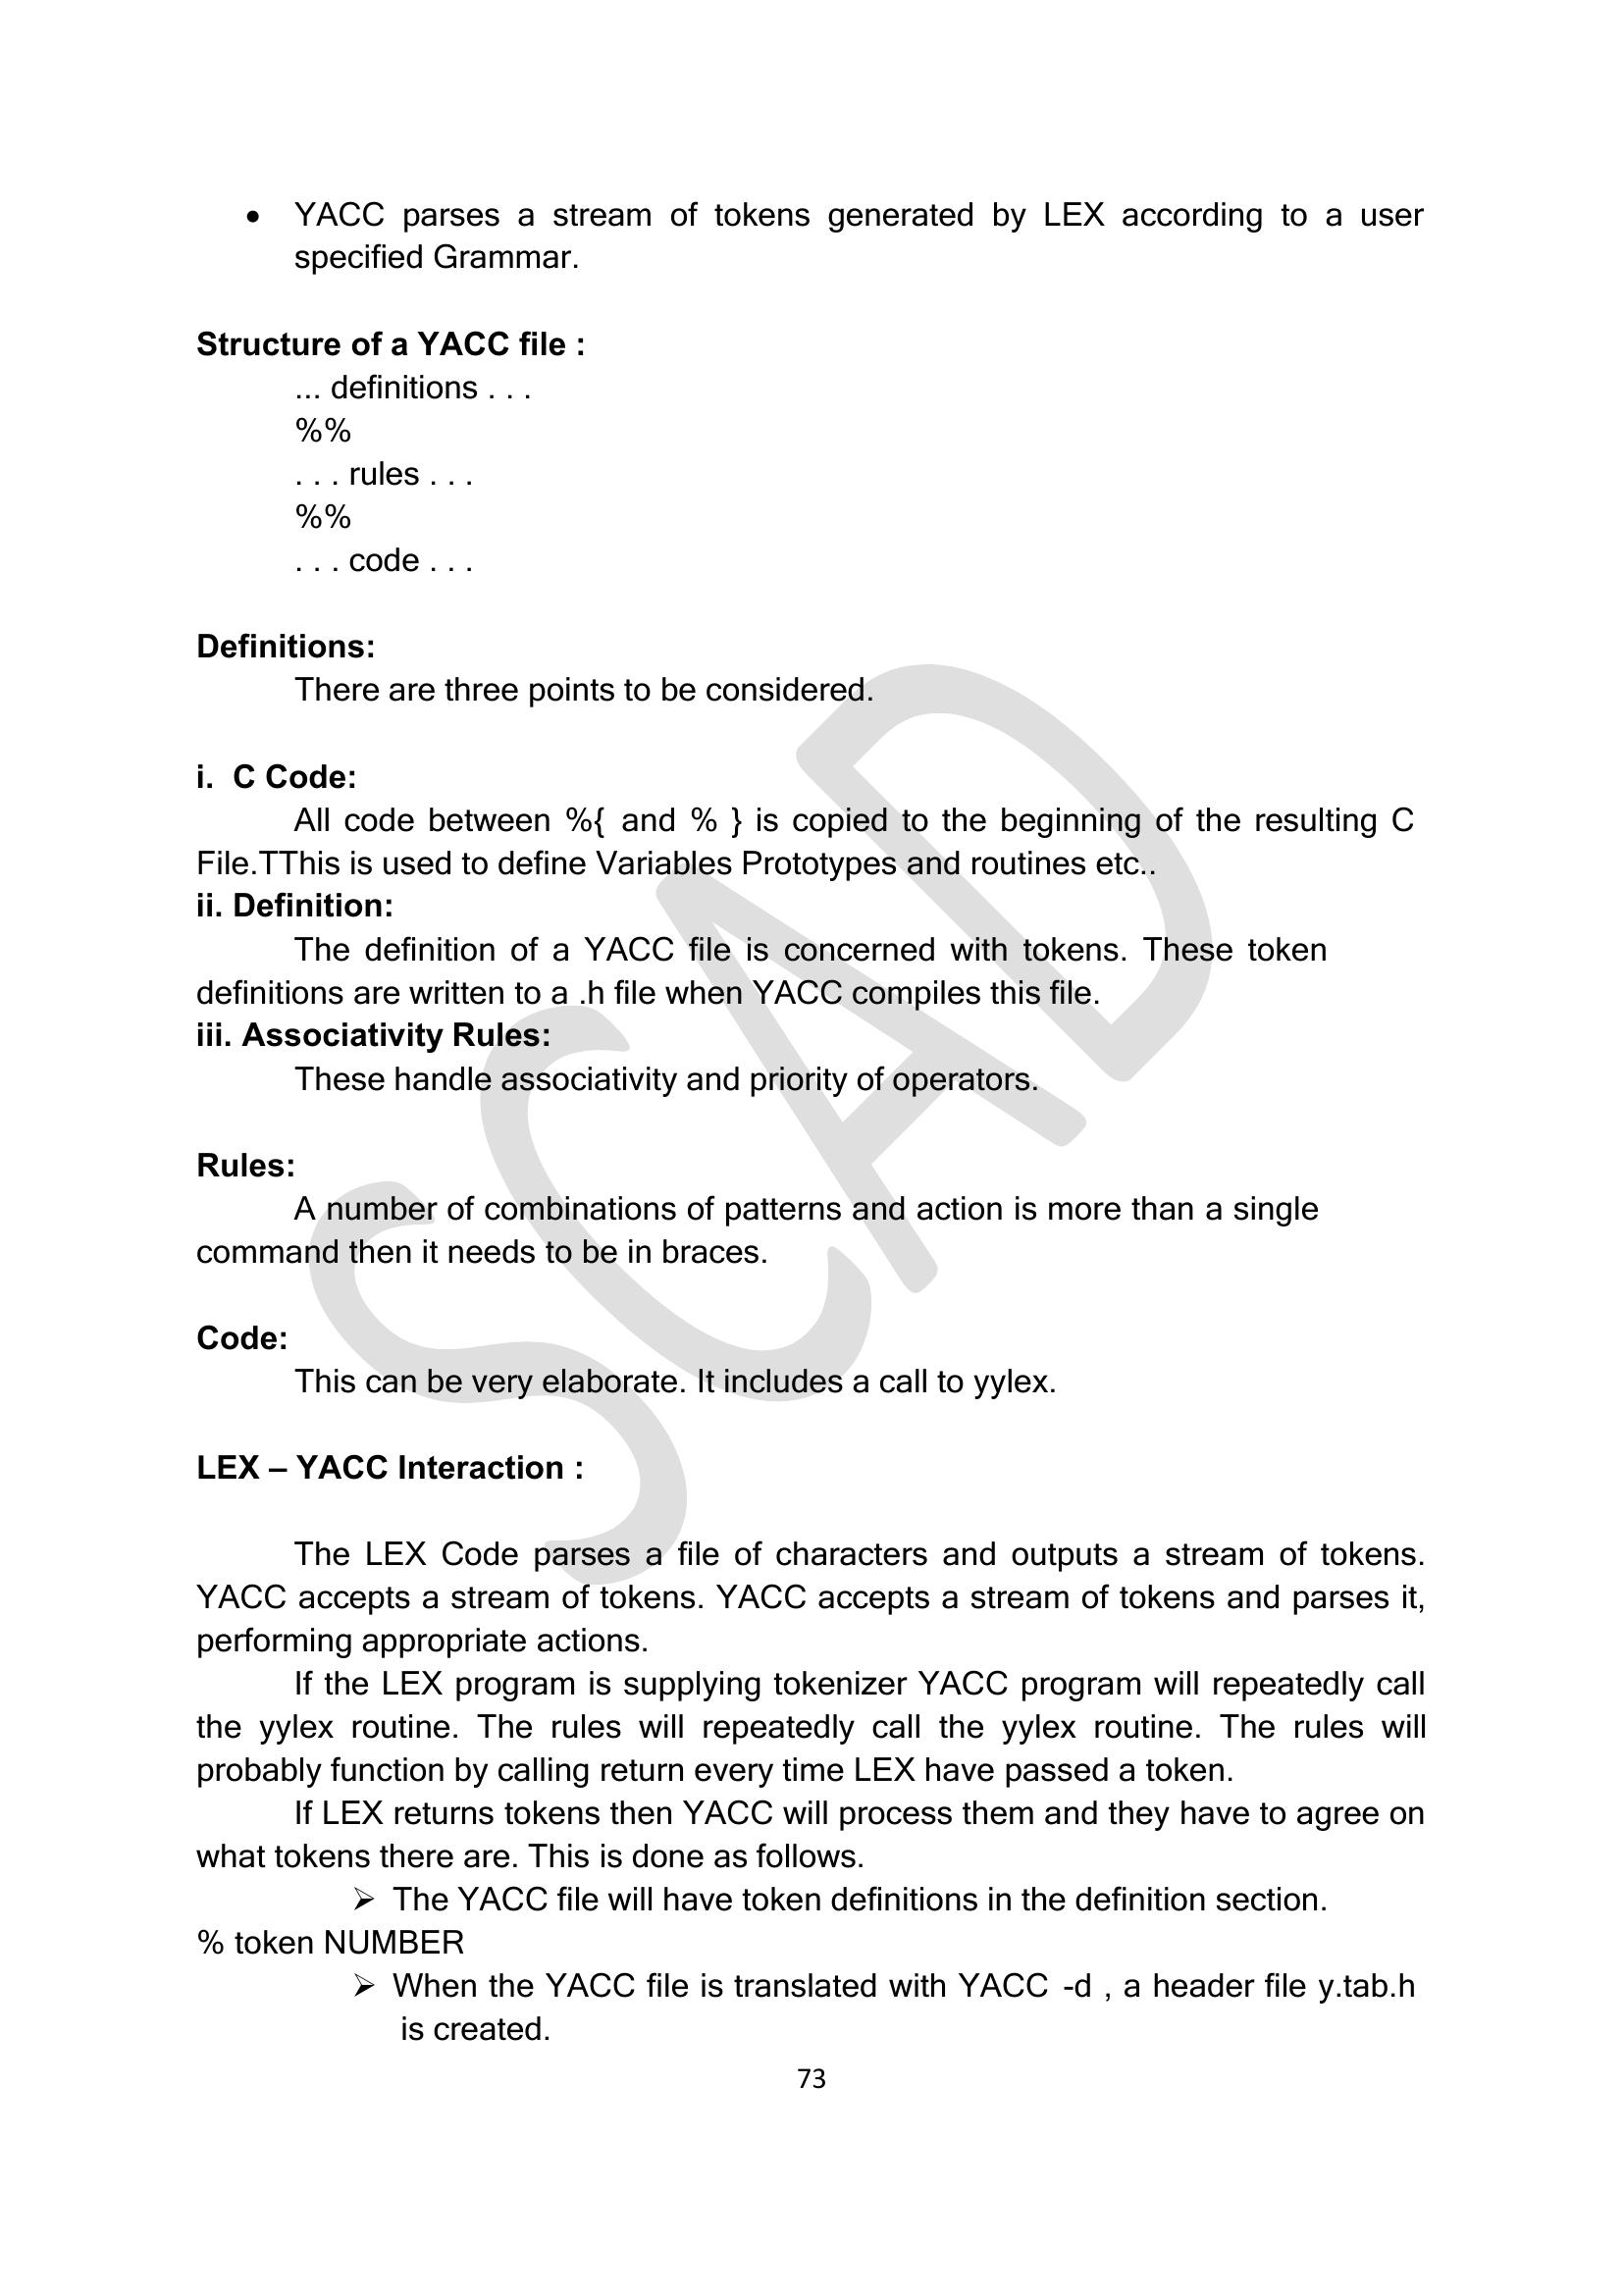 • YACC parses a stream of tokens generated by LEX according to a user
specified Grammar.
Structure of a YACC file :
... definitions . . .
%%
. . . rules . . .
%%
. . . code . . .
Definitions:
There are three points to be considered.
i. C Code:
All code between %{ and % } is copied to the beginning of the resulting C
File.TThis is used to define Variables Prototypes and routines etc..
ii. Definition:
The definition of a YACC file is concerned with tokens. These token
definitions are written to a .h file when YACC compiles this file.
iii. Associativity Rules:
These handle associativity and priority of operators.
Rules:
A number of combinations of patterns and action is more than a single
command then it needs to be in braces.
Code:
This can be very elaborate. It includes a call to yylex.
LEX – YACC Interaction :
The LEX Code parses a file of characters and outputs a stream of tokens.
YACC accepts a stream of tokens. YACC accepts a stream of tokens and parses it,
performing appropriate actions.
If the LEX program is supplying tokenizer YACC program will repeatedly call
the yylex routine. The rules will repeatedly call the yylex routine. The rules will
probably function by calling return every time LEX have passed a token.
If LEX returns tokens then YACC will process them and they have to agree on
what tokens there are. This is done as follows.
➢ The YACC file will have token definitions in the definition section.
% token NUMBER
➢ When the YACC file is translated with YACC -d , a header file y.tab.h
is created.
73
SCAD